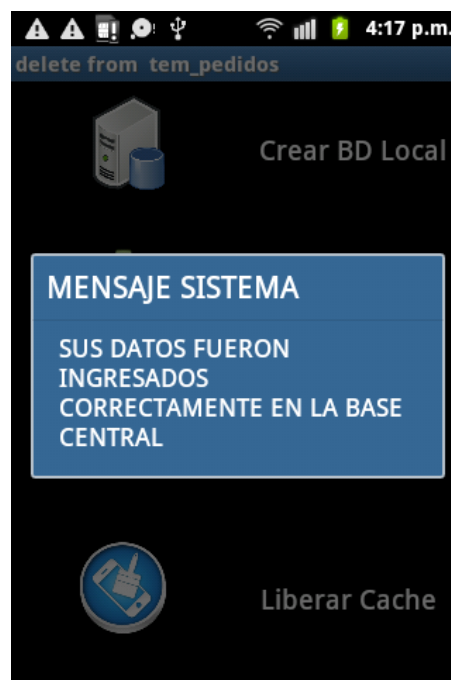 4:17 p.m.
delete from tem_pedidos
Crear BD Local
MENSAJE SISTEMA
SUS DATOS FUERON
INGRESADOS
CORRECTAMENTE EN LA BASE
CENTRAL
Liberar Cache